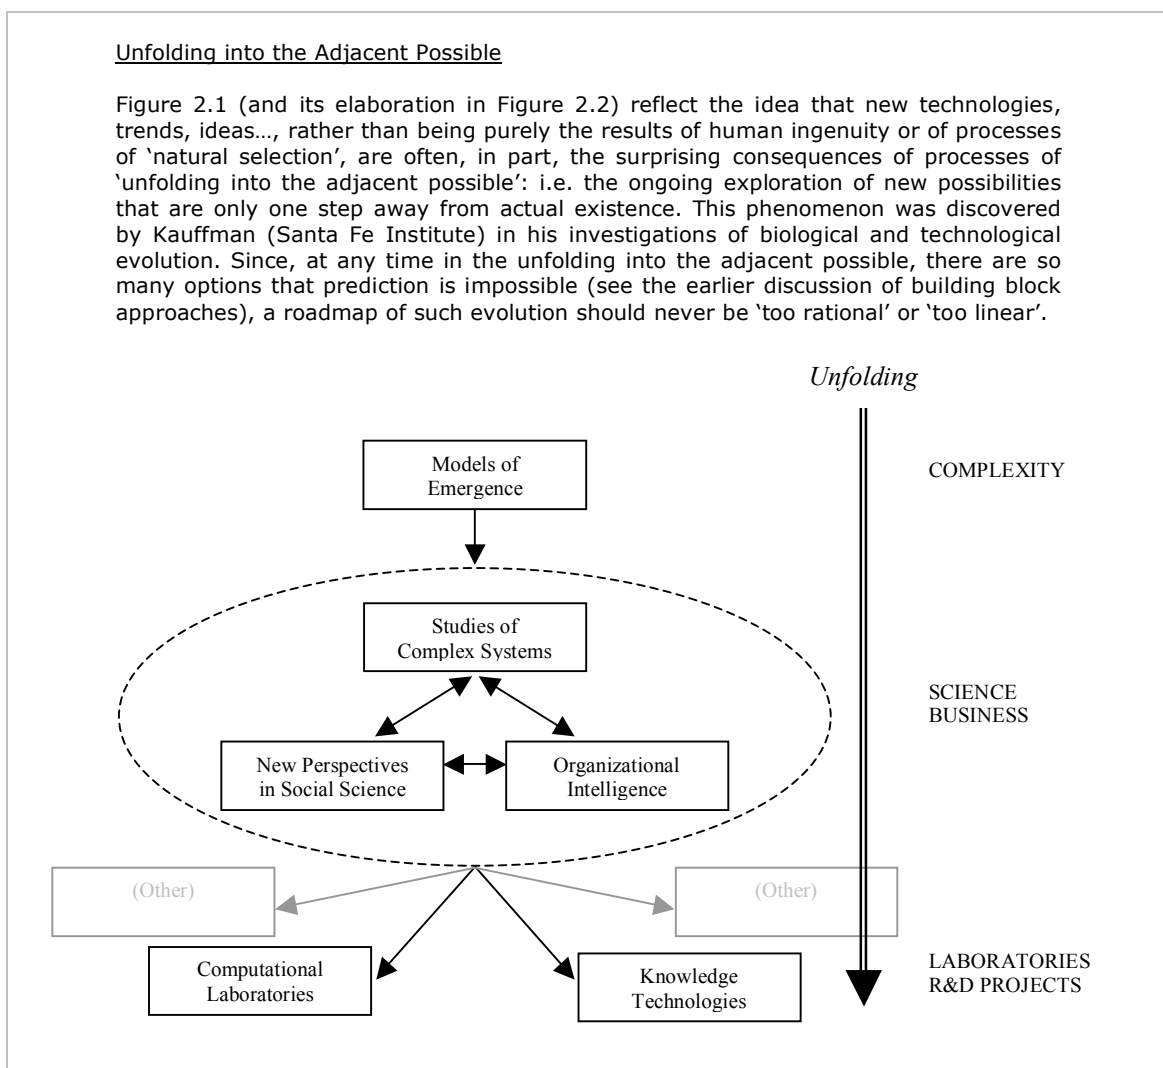 Unfolding into the Adjacent Possible
Figure 2.1 (and its elaboration in Figure 2.2) reflect the idea that new technologies,
trends, ideas…, rather than being purely the results of human ingenuity or of processes
of ‘natural selection’, are often, in part, the surprising consequences of processes of
‘unfolding into the adjacent possible’: i.e. the ongoing exploration of new possibilities
that are only one step away from actual existence. This phenomenon was discovered
by Kauffman (Santa Fe Institute) in his investigations of biological and technological
evolution. Since, at any time in the unfolding into the adjacent possible, there are so
many options that prediction is impossible (see the earlier discussion of building block
approaches), a roadmap of such evolution should never be ‘too rational’ or ‘too linear’.
Unfolding
Models of
Emergence
COMPLEXITY
Studies of
Complex Systems
SCIENCE
BUSINESS
New Perspectives
in Social Science
Organizational
Intelligence
(Other)
(Other)
Computational
Laboratories
Knowledge
Technologies
LABORATORIES
R&D PROJECTS